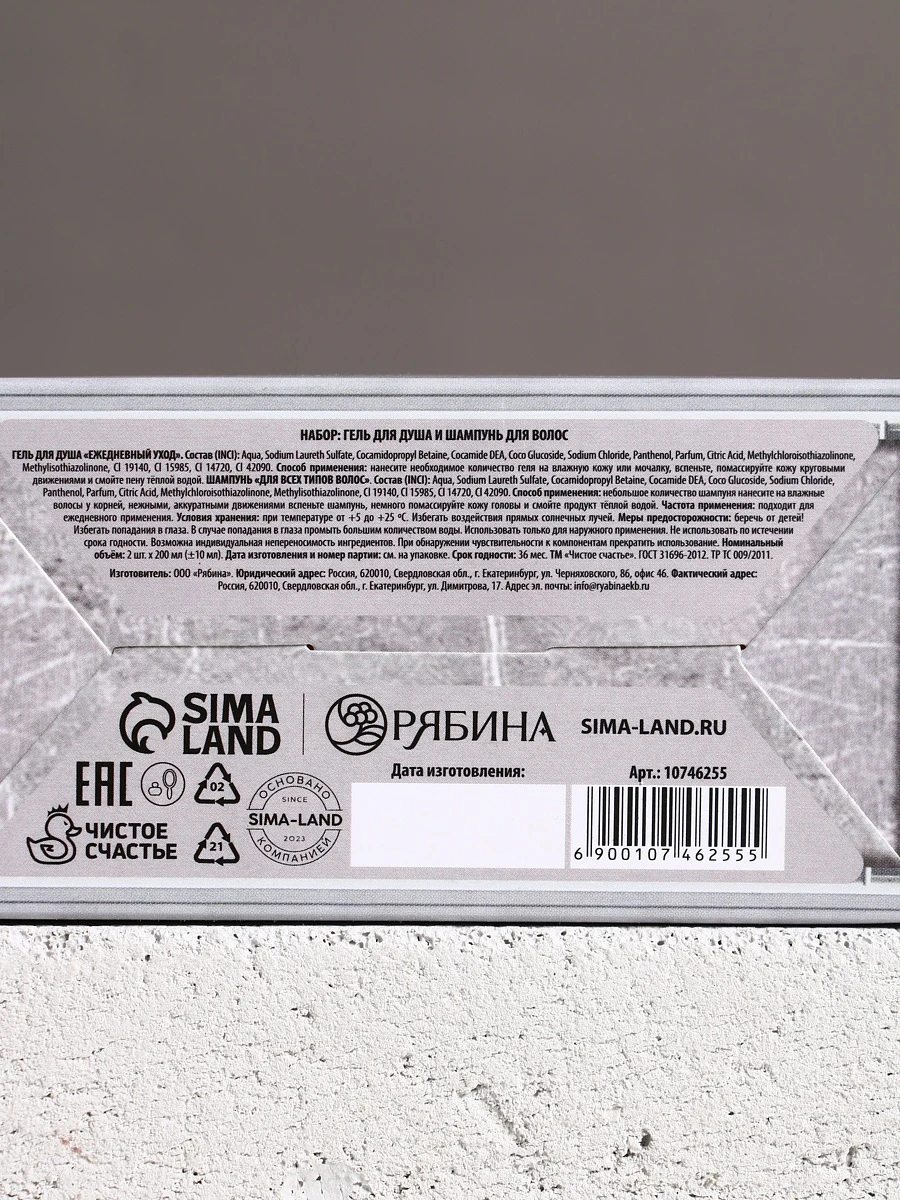 НАБОР: ГЕЛЬ ДЛЯ ДУША И ШАМПУНЬ ДЛЯ ВОЛОС
ГЕЛЬ ДЛЯ ДУША «ЕЖЕДНЕВНЫЙ УХОД». Состав (INCI): Aqua, Sodium Laureth Sulfate, Cocamidopropyl Betaine, Cocamide DEA, Coco Glucoside, Sodium Chloride, Panthenol, Parfum, Citric Acid, Methylchloroisothiazolinone,
Methylisothiazolinone, CI 19140, CI 15985, CI 14720, CI 42090. Способ применения: нанесите необходимое количество геля на влажную кожу или мочалку, вспеньте, помассируйте кожу круговыми
движениями и смойте пену тёплой водой. ШАМПУНЬ «ДЛЯ ВСЕХ ТИПОВ ВОЛОС». Состав (INCI): Aqua, Sodium Laureth Sulfate, Cocamidopropyl Betaine, Cocamide DEA, Coco Glucoside, Sodium Chloride,
Panthenol, Parfum, Citric Acid, Methylchloroisothiazolinone, Methylisothiazolinone, CI 19140, CI 15985, CI 14720, CI 42090. Способ применения: небольшое количество шампуня нанесите на влажные
волосы у корней, нежными, аккуратными движениями вспеньте шампунь, немного помассируйте кожу головы и смойте продукт тёплой водой. Частота применения: подходит для
ежедневного применения. Условия хранения: при температуре от +5 до +25 ºС. Избегать воздействия прямых солнечных лучей. Меры предосторожности: беречь от детей!
Избегать попадания в глаза. В случае попадания в глаза промыть большим количеством воды. Использовать только для наружного применения. Не использовать по истечении
срока годности. Возможна индивидуальная непереносимость ингредиентов. При обнаружении чувствительности к компонентам прекратить использование. Номинальный
объём: 2 шт. х 200 мл (±10 мл). Дата изготовления и номер партии: см. на упаковке. Срок годности: 36 мес. ТМ «Чистое счастье». ГОСТ 31696-2012. ТР ТС 009/2011.
Изготовитель: ООО «Рябина». Юридический адрес: Россия, 620010, Свердловская обл., г. Екатеринбург, ул. Черняховского, 86, офис 46. Фактический адрес:
Россия, 620010, Свердловская обл., г. Екатеринбург, ул. Димитрова, 17. Адрес эл. почты: info@ryabinaekb.ru
SIMA
LAND
РЯБИНА
SIMA-LAND.RU
EAC
02
ЧИСТОЕ
СЧАСТЬЕ
21
ОСНОВАНО
SINCE
SIMA-LAND
2023
КОМПАНИЕЙ
Дата изготовления:
Арт.: 10746255
6 900107 462555